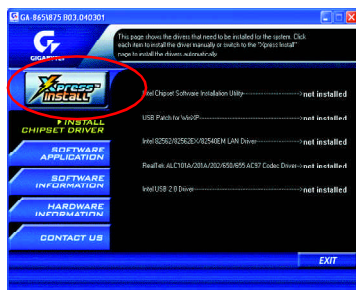 GA-865\875 B03.040301
GIGABYTE
This page shows the drivers that need to be installed for the system. Click
each item to install the driver manually or switch to the "Xpress Install"
page to install the drivers automatically.
Xpress™
Install
INSTALL
CHIPSET DRIVER
SOFTWARE
APPLICATION
SOFTWARE
INFORMATION
HARDWARE
INFORMATION
CONTACT US
Intel Chipset Software Installation Utility not installed
USB Patch for WinXP not installed
Intel 82562/82562EX/82540EM LAN Driver not installed
RealTek ALC101A/201A/202/650/655 AC97 Codec Driver not installed
Intel USB 2.0 Driver not installed
EXIT